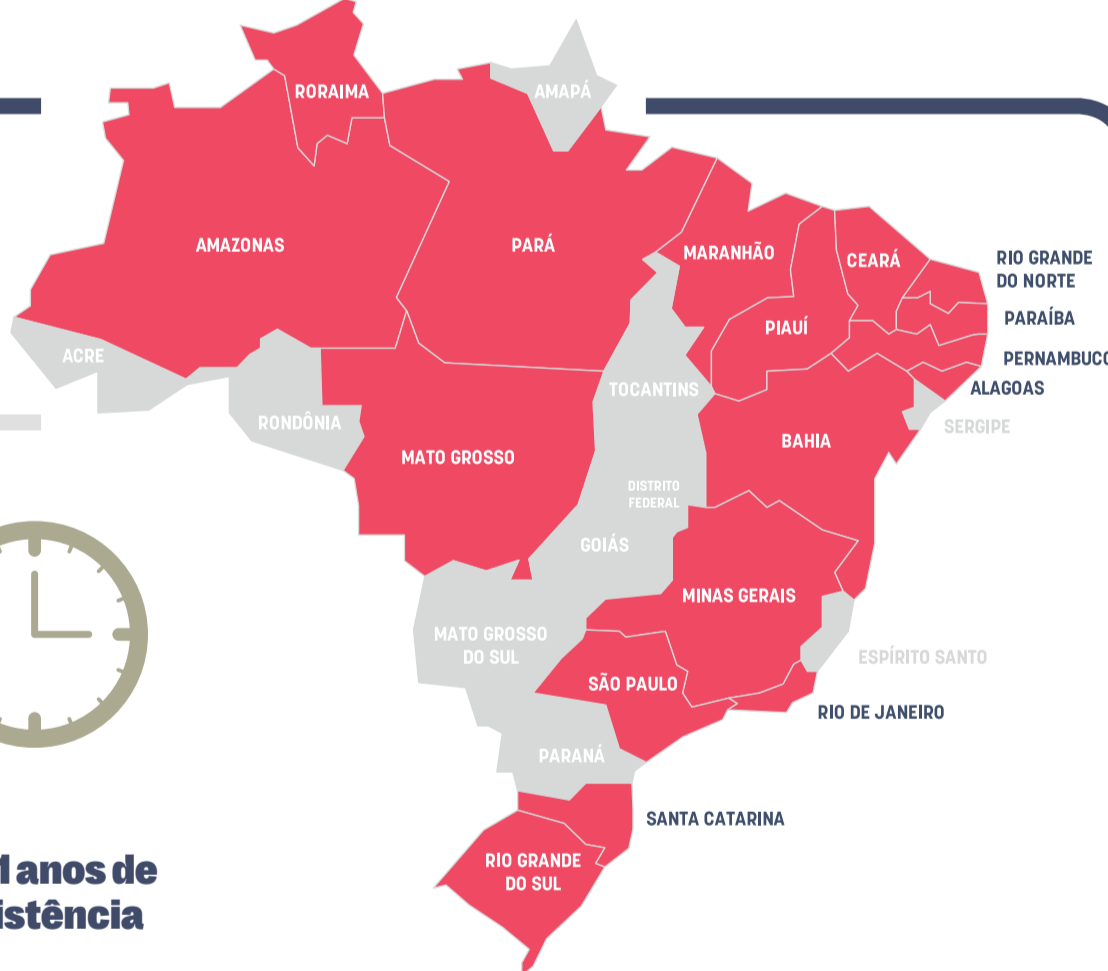 RORAIMA
AMAPÁ
AMAZONAS
PARÁ
MARANHÃO
CEARÁ
RIO GRANDE
DO NORTE
PARAÍBA
PIAUÍ
PERNAMBUCO
ACRE
TOCANTINS
ALAGOAS
RONDÔNIA
SERGIPE
BAHIA
MATO GROSSO
DISTRITO
FEDERAL
GOIÁS
MINAS GERAIS
MATO GROSSO
DO SUL
ESPÍRITO SANTO
SÃO PAULO
RIO DE JANEIRO
PARANÁ
SANTA CATARINA
RIO GRANDE
DO SUL
1 anos de
istência